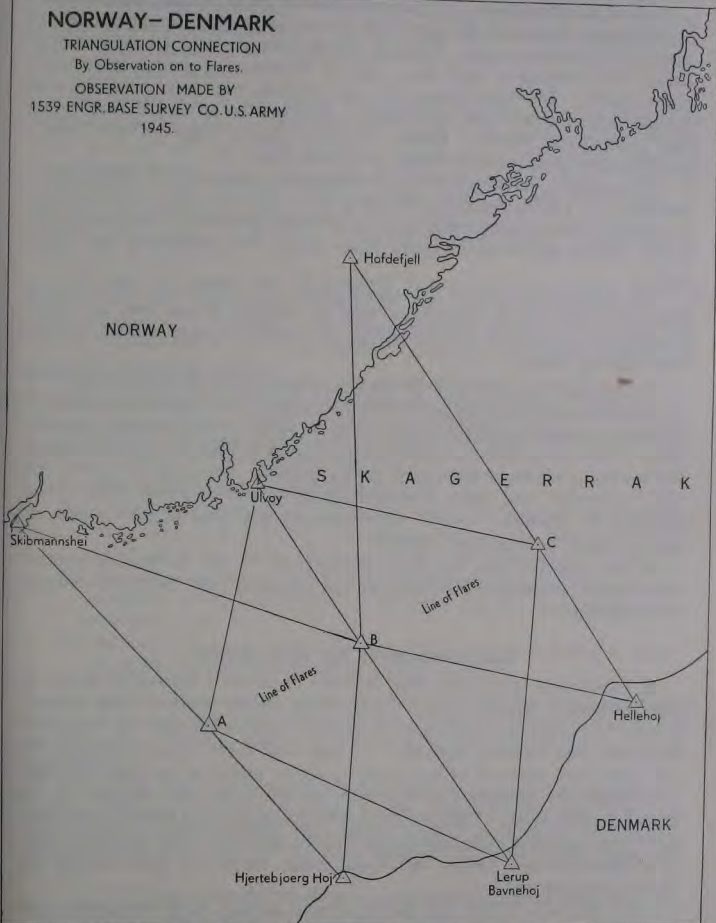 NORWAY–DENMARK
TRIANGULATION CONNECTION
By Observation on to Flares.
OBSERVATION MADE BY
1539 ENGR. BASE SURVEY CO. U.S. ARMY
1945.
Hofdefjell
NORWAY
S K A G E R R A K
Ulvoy
Skibmannshei
C
Line of Flares
B
Line of Flares
A
Hellehoj
DENMARK
Hjertebjoerg Hoj
Lerup
Bavnehoj